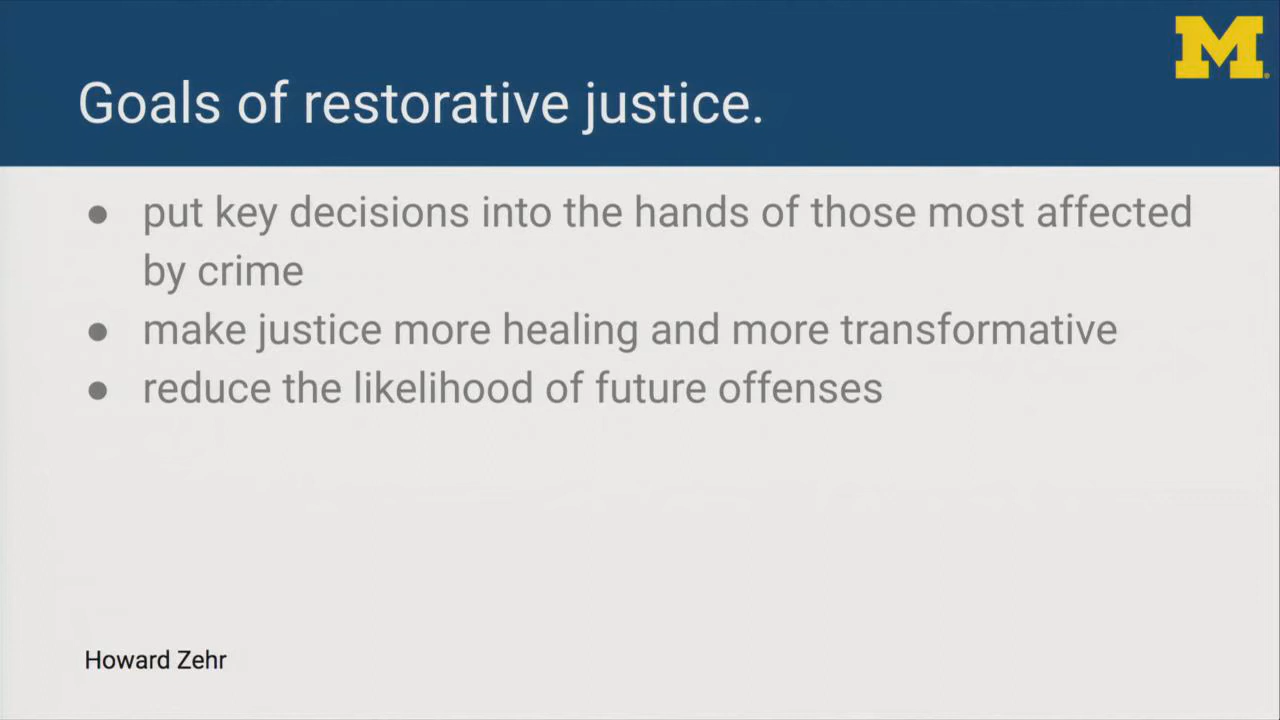 M
Goals of restorative justice.
● put key decisions into the hands of those most affected
by crime
● make justice more healing and more transformative
● reduce the likelihood of future offenses
Howard Zehr